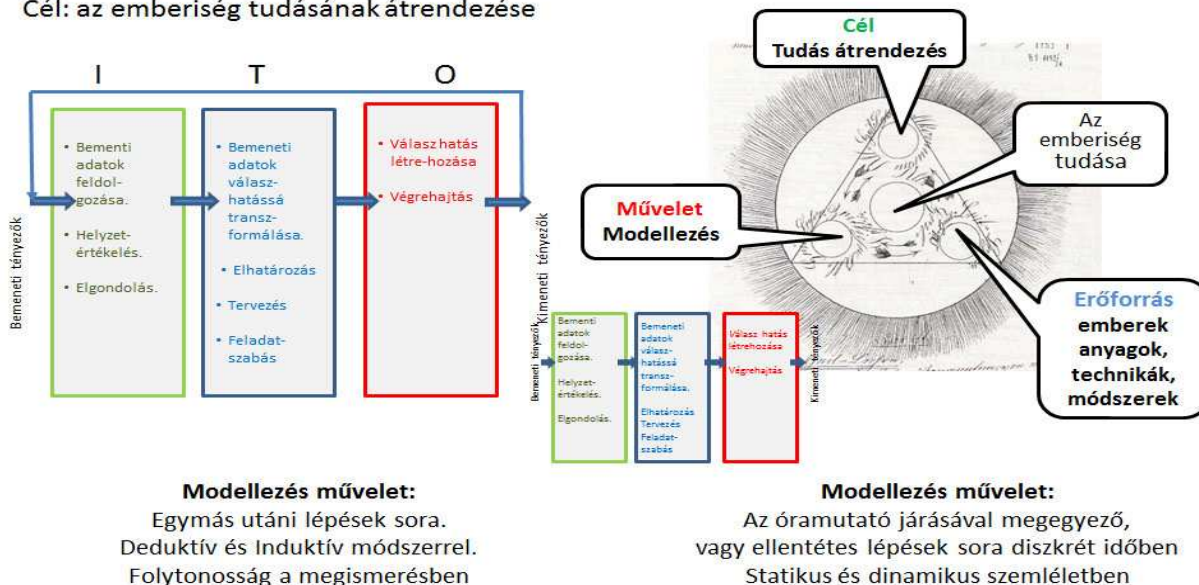 Cél: az emberiség tudásának átrendezése
I T O
Bemeneti tényezők
• Bementi
adatok
feldol-
gozása.
• Helyzet-
értékelés.
• Elgondolás.
• Bemeneti
adatok
válasz-
hatássá
transz-
formálása.
• Elhatározás
• Tervezés
• Feladat-
szabás
• Válasz hatás
létre-hozása
• Végrehajtás
Kimeneti tényezők
Cél
Tudás átrendezés
Az
emberiség
tudása
Művelet
Modellezés
Erőforrás
emberek
anyagok,
technikák,
módszerek
Bemeneti tényezők
Bementi
adatok
feldol-
gozása.
Helyzet-
értékelés.
Elgondolás.
Bemeneti
adatok
válasz-
hatássá
transz-
formálása.
Elhatározás
Tervezés
Feladat-
szabás
Válasz hatás
létrehozása
Végrehajtás
Kimeneti tényezők
Modellezés művelet:
Egymás utáni lépések sora.
Deduktív és Induktív módszerrel.
Folytonosság a megismerésben
Modellezés művelet:
Az óramutató járásával megegyező,
vagy ellentétes lépések sora diszkrét időben
Statikus és dinamikus szemléletben